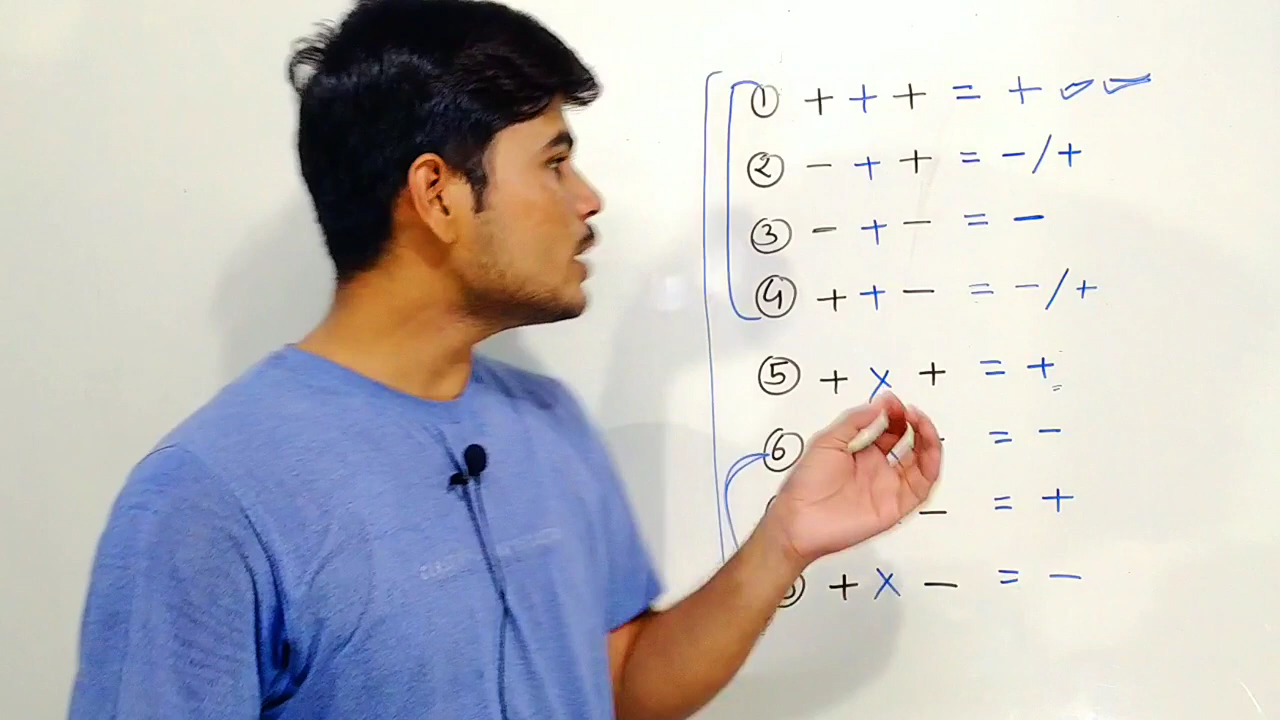 ① + + + = +
② - + + = - / +
③ - + - = -
④ + + - = - / +
⑤ + x + = +
⑥ = -
- = +
+ x - = -